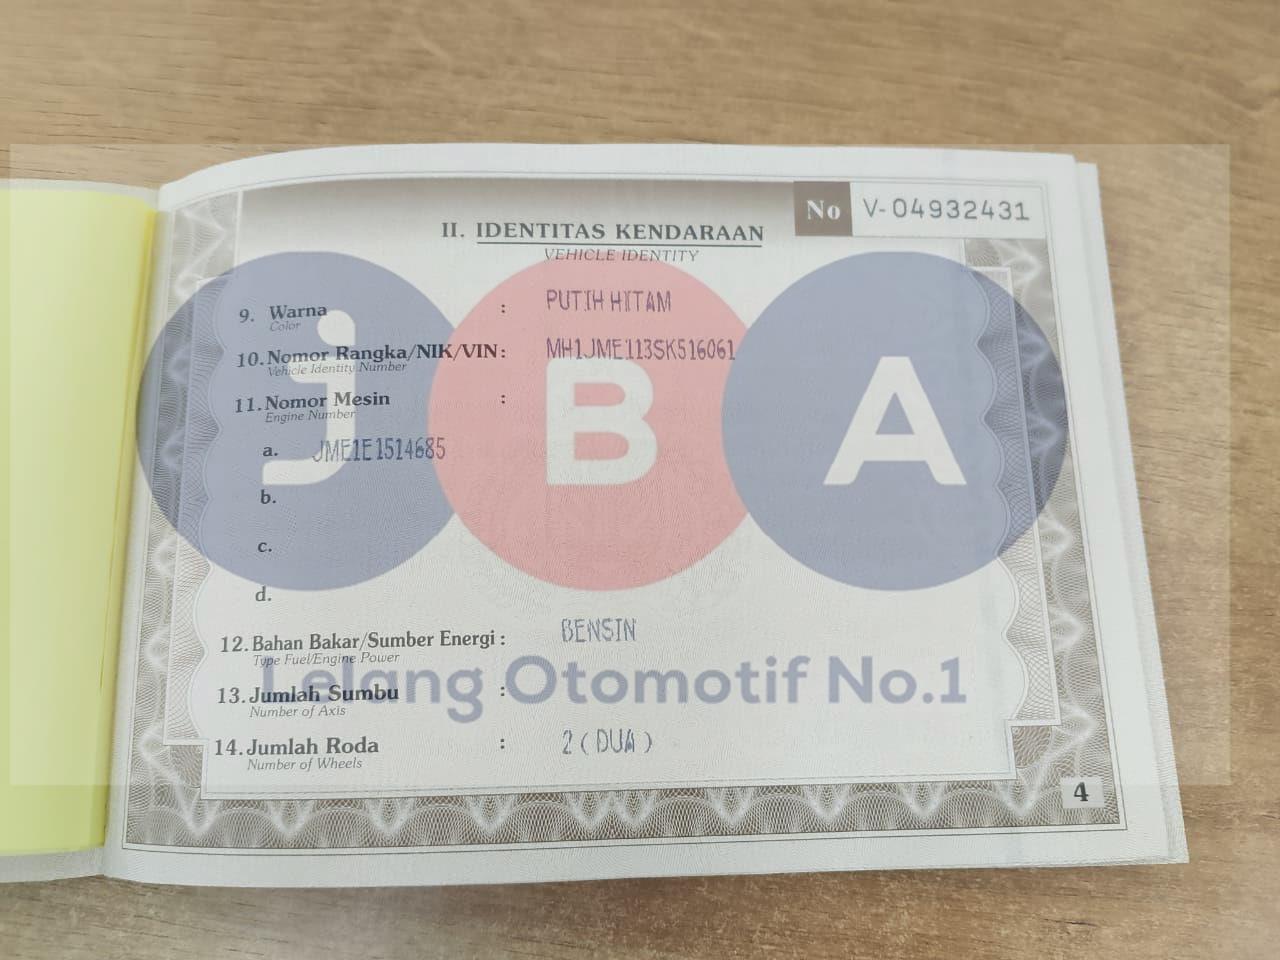 No V-04932431
II. IDENTITAS KENDARAAN
VEHICLE IDENTITY
9. Warna : PUTIH HITAM
Color
10. Nomor Rangka/NIK/VIN : MH1JME113SK516061
Vehicle Identity Number
11. Nomor Mesin :
Engine Number
a. JME1E1514685
b.
c.
d.
12. Bahan Bakar/Sumber Energi : BENSIN
Type Fuel/Engine Power
13. Jumlah Sumbu :
Number of Axis
14. Jumlah Roda : 2 ( DUA )
Number of Wheels
4
jBA
Lelang Otomotif No.1